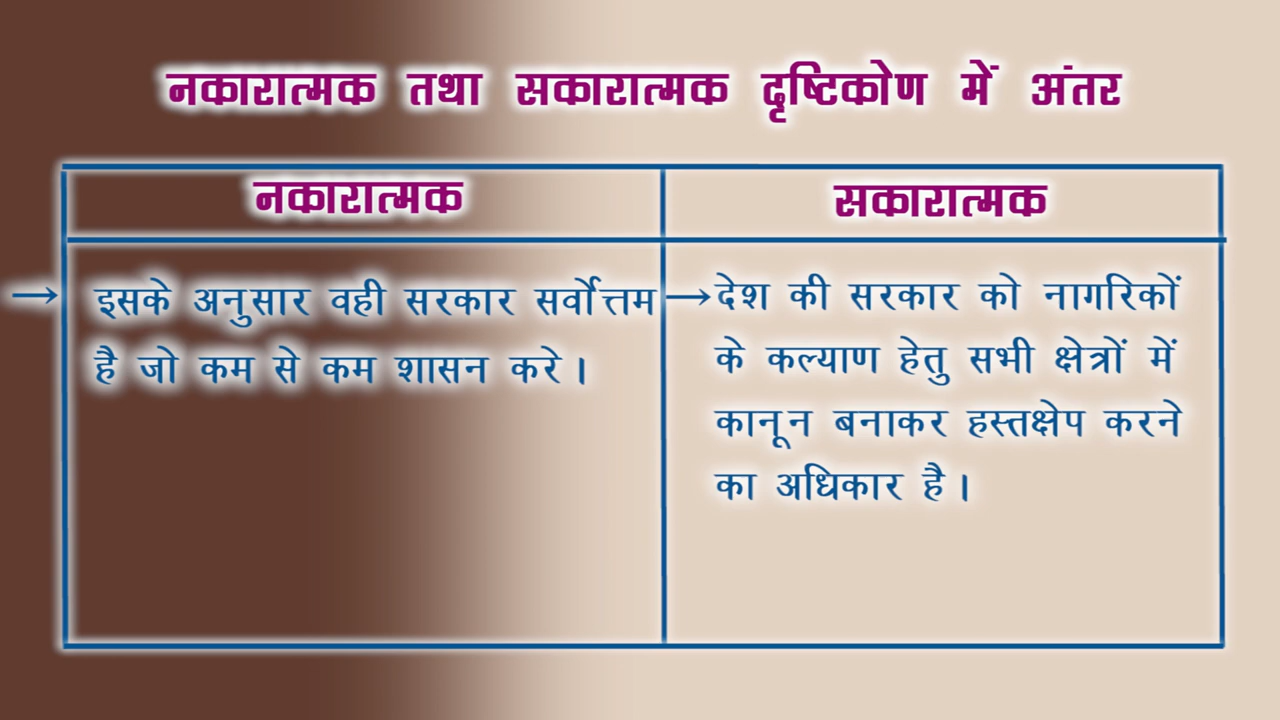 नकारात्मक तथा सकारात्मक दृष्टिकोण में अंतर
नकारात्मक
सकारात्मक
→ इसके अनुसार वही सरकार सर्वोत्तम
है जो कम से कम शासन करे।
→ देश की सरकार को नागरिकों
के कल्याण हेतु सभी क्षेत्रों में
कानून बनाकर हस्तक्षेप करने
का अधिकार है।